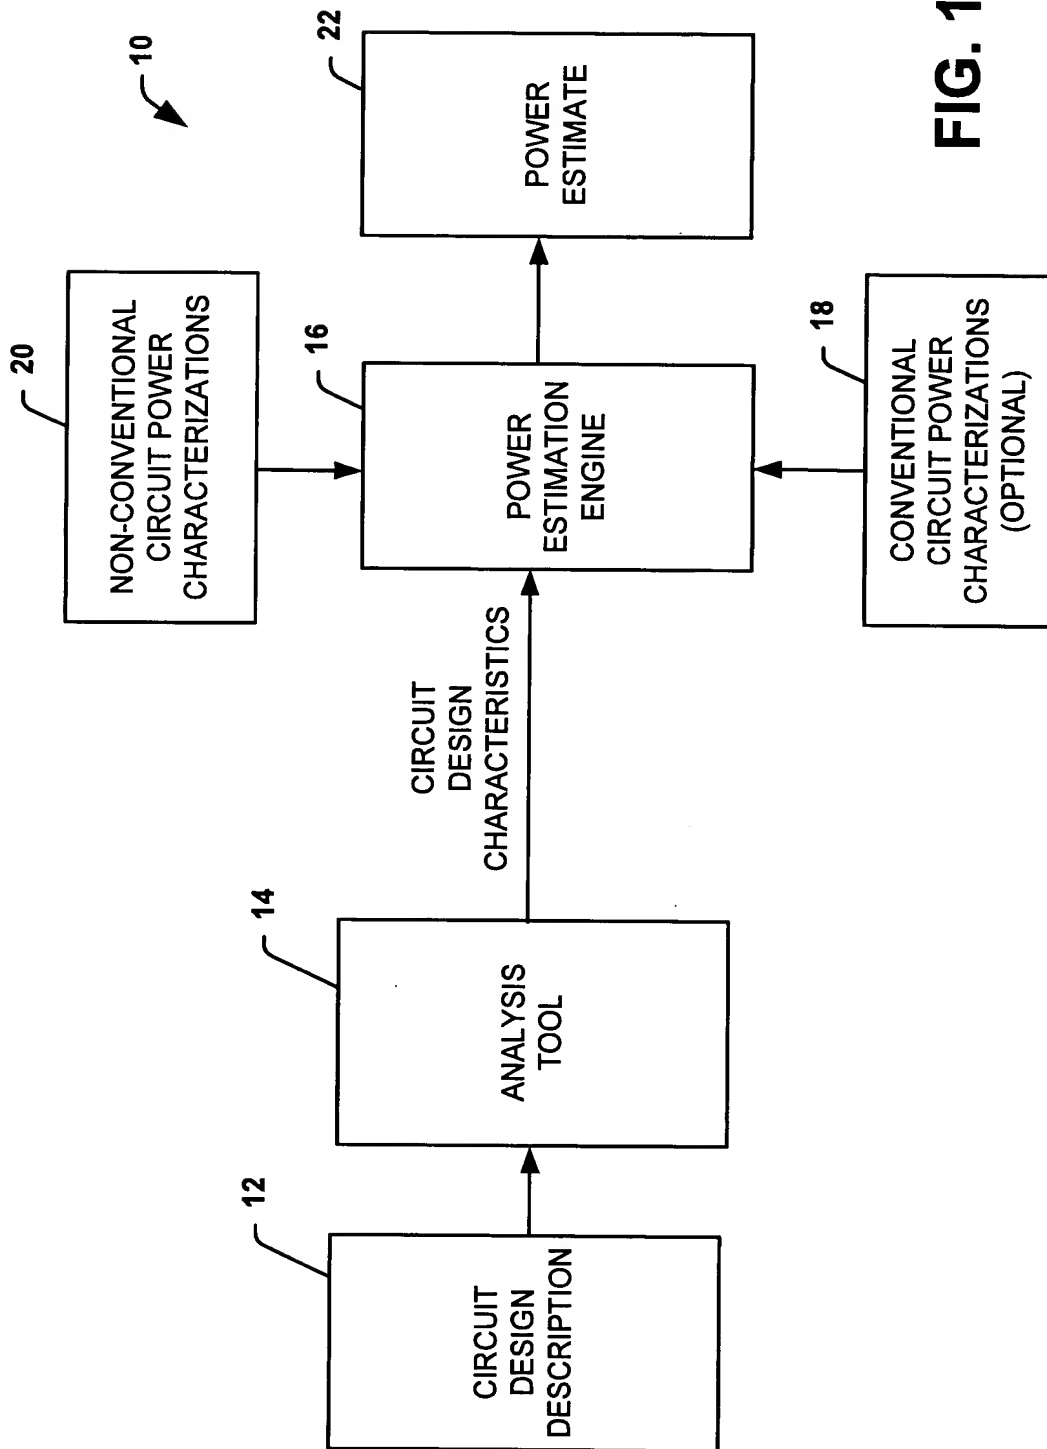 10
20
NON-CONVENTIONAL
CIRCUIT POWER
CHARACTERIZATIONS
12
CIRCUIT
DESIGN
DESCRIPTION
14
ANALYSIS
TOOL
CIRCUIT
DESIGN
CHARACTERISTICS
16
POWER
ESTIMATION
ENGINE
22
POWER
ESTIMATE
18
CONVENTIONAL
CIRCUIT POWER
CHARACTERIZATIONS
(OPTIONAL)
FIG. 1